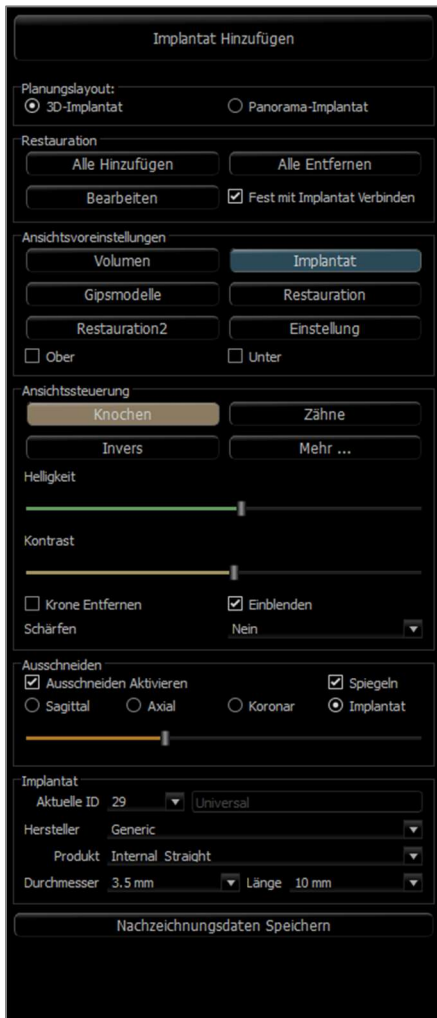 Implantat Hinzufügen
Planungslayout:
3D-Implantat Panorama-Implantat
Restauration
Alle Hinzufügen Alle Entfernen
Bearbeiten Fest mit Implantat Verbinden
Ansichtsvoreinstellungen
Volumen Implantat
Gipsmodelle Restauration
Restauration2 Einstellung
Ober Unter
Ansichtssteuerung
Knochen Zähne
Invers Mehr ...
Helligkeit
Kontrast
Krone Entfernen Einblenden
Schärfen Nein
Ausschneiden
Ausschneiden Aktivieren Spiegeln
Sagittal Axial Koronar Implantat
Implantat
Aktuelle ID 29 Universal
Hersteller Generic
Produkt Internal Straight
Durchmesser 3.5 mm Länge 10 mm
Nachzeichnungsdaten Speichern